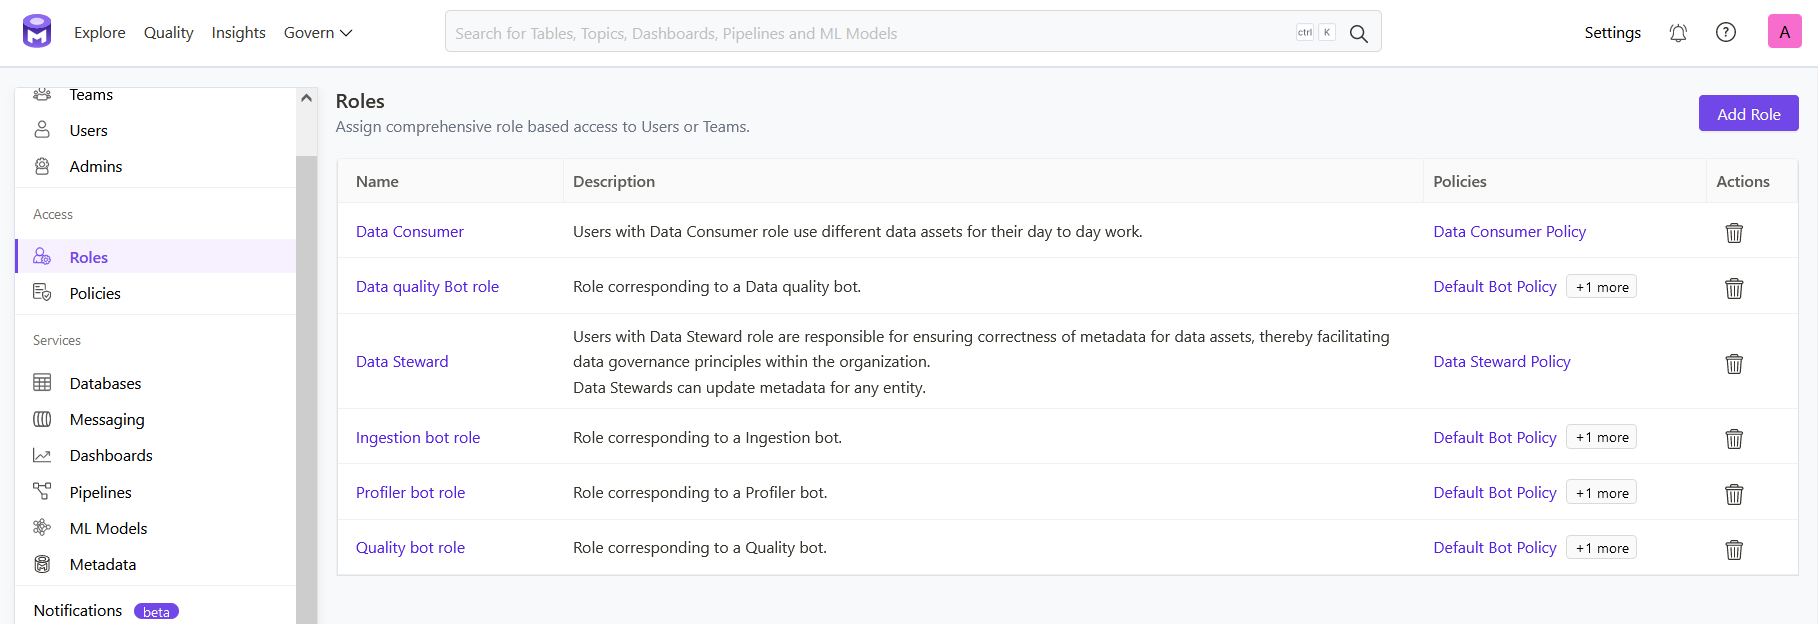 Explore Quality Insights Govern
Search for Tables, Topics, Dashboards, Pipelines and ML Models
ctrl K
Settings
A
Teams
Users
Admins
Access
Roles
Policies
Services
Databases
Messaging
Dashboards
Pipelines
ML Models
Metadata
Notifications beta
Roles
Assign comprehensive role based access to Users or Teams.
Add Role
Name Description Policies Actions
Data Consumer Users with Data Consumer role use different data assets for their day to day work. Data Consumer Policy
Data quality Bot role Role corresponding to a Data quality bot. Default Bot Policy +1 more
Users with Data Steward role are responsible for ensuring correctness of metadata for data assets, thereby facilitating
Data Steward data governance principles within the organization. Data Steward Policy
Data Stewards can update metadata for any entity.
Ingestion bot role Role corresponding to a Ingestion bot. Default Bot Policy +1 more
Profiler bot role Role corresponding to a Profiler bot. Default Bot Policy +1 more
Quality bot role Role corresponding to a Quality bot. Default Bot Policy +1 more